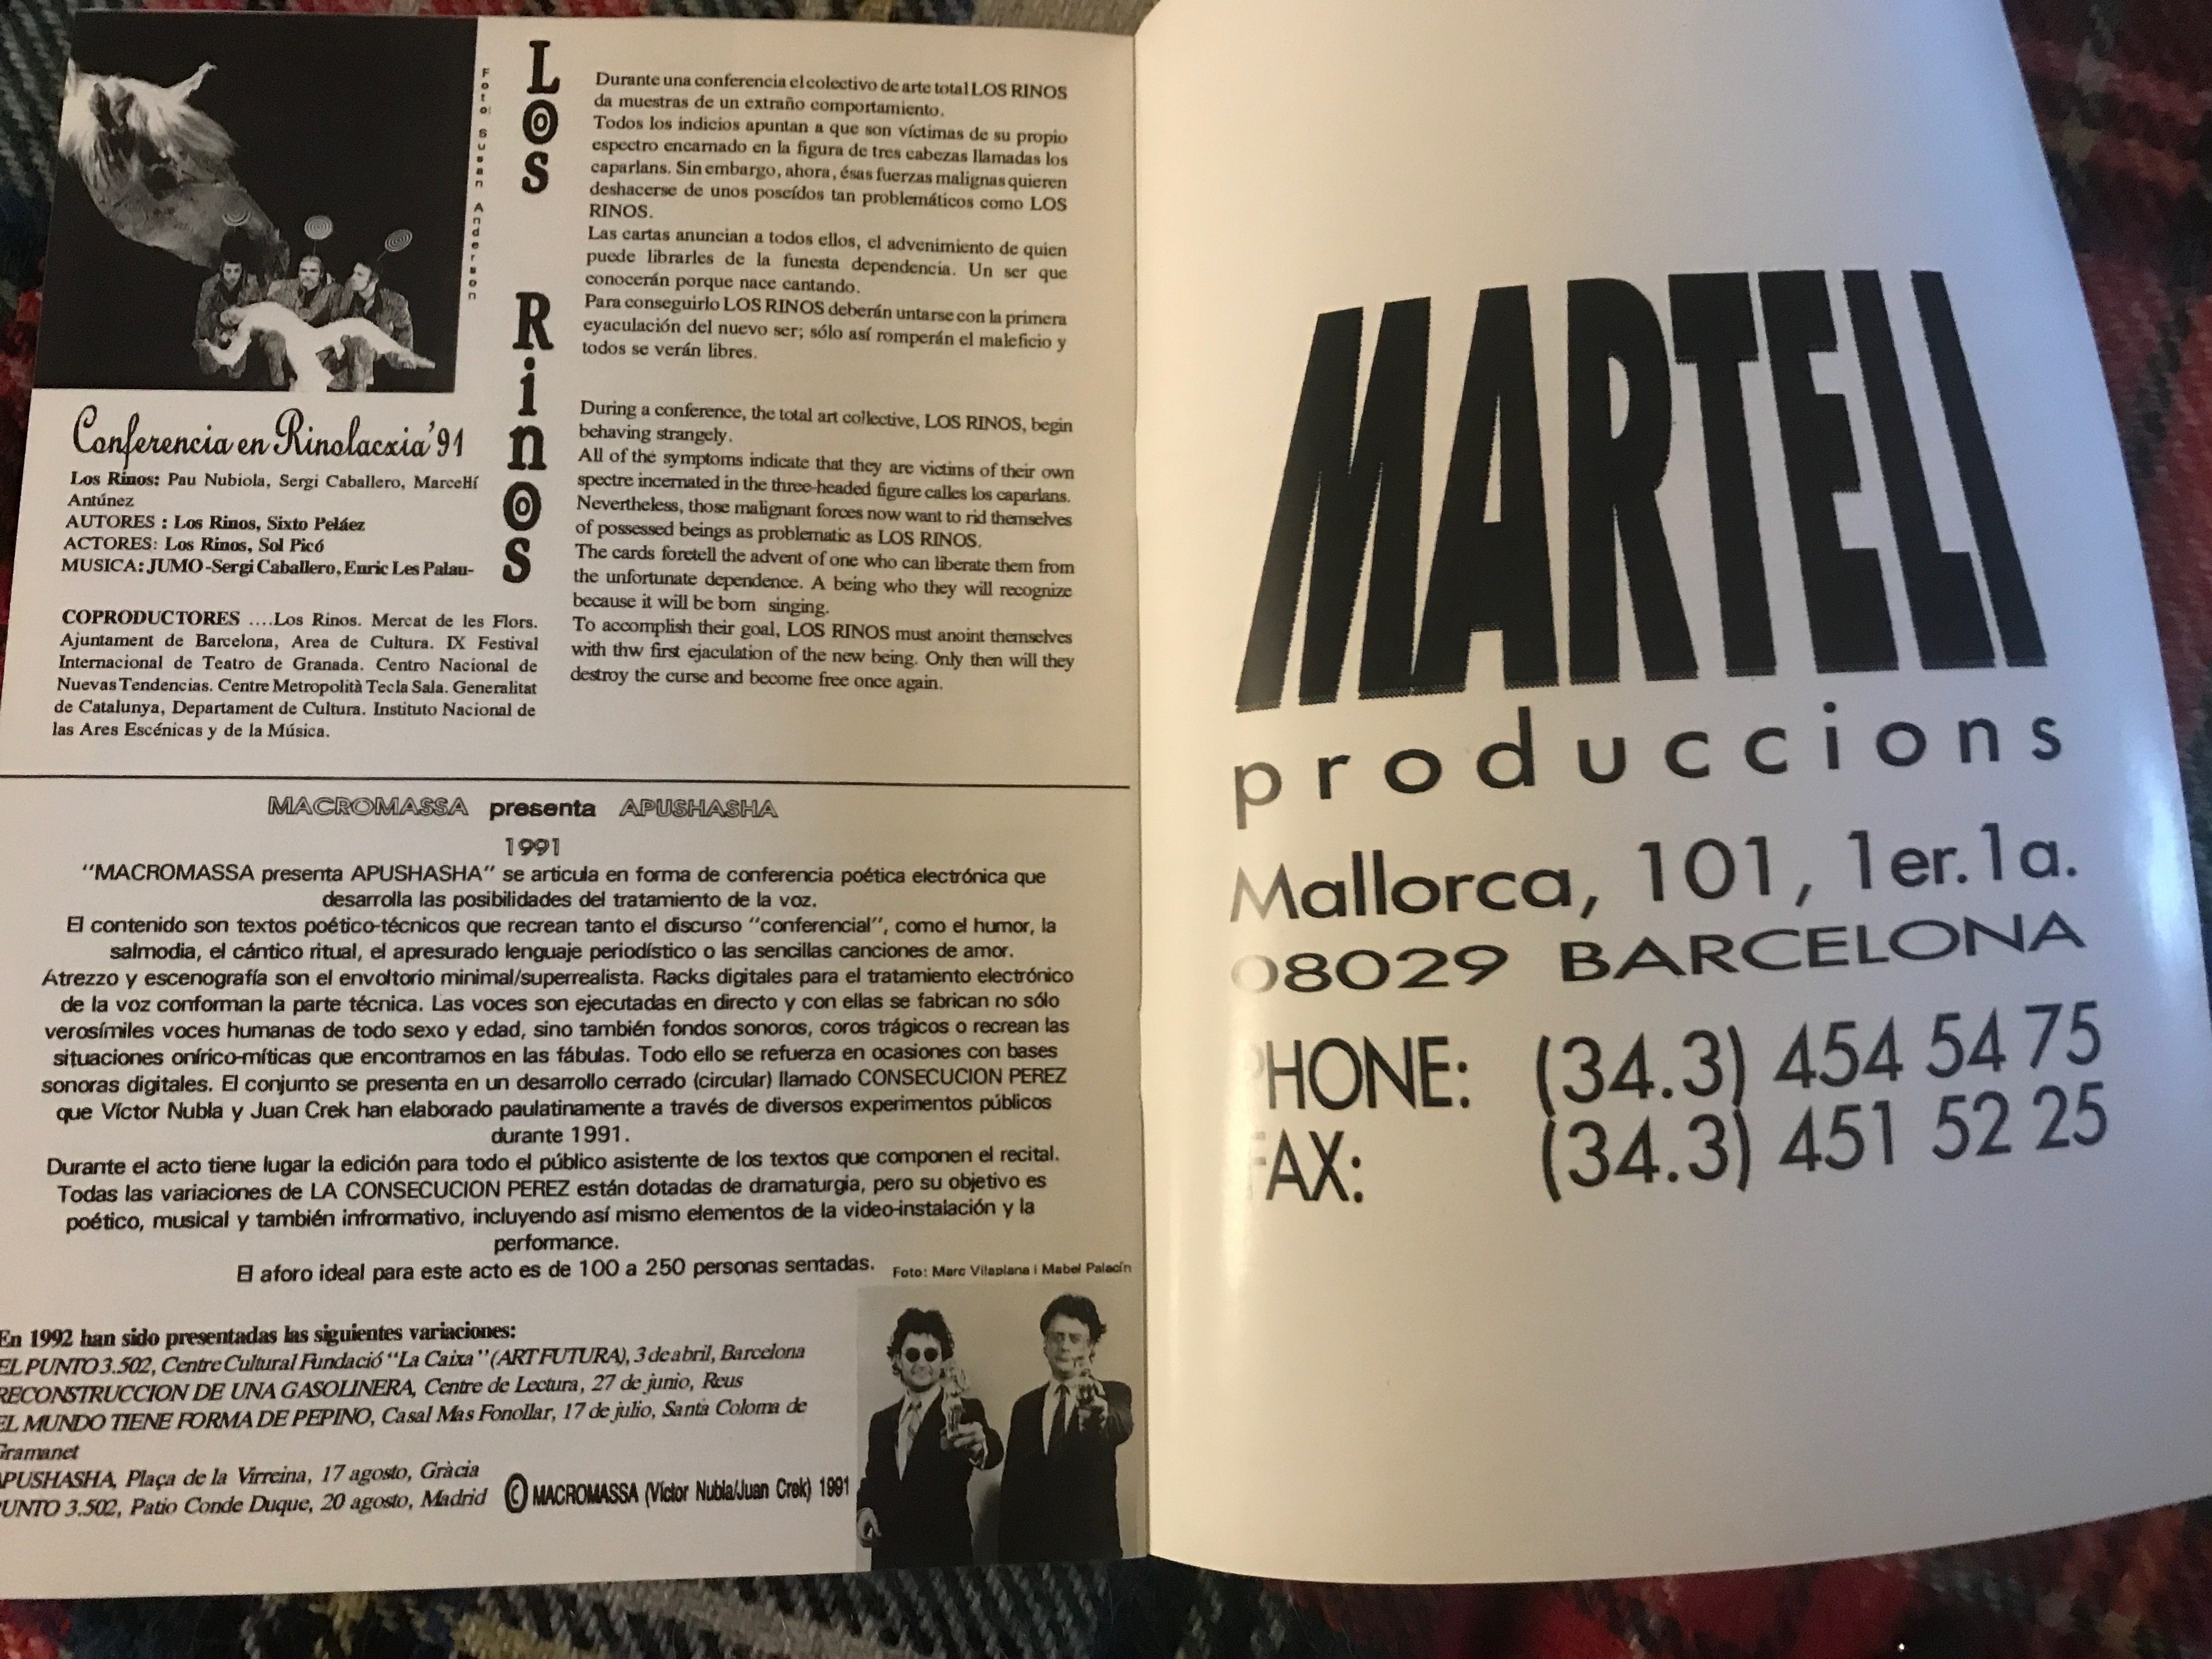 Foto: Susan Anderson
Los Rinos
Conferencia en Rinolacxia'91
Los Rinos: Pau Nubiola, Sergi Caballero, Marcel·lí
Antúnez
AUTORES : Los Rinos, Sixto Peláez
ACTORES: Los Rinos, Sol Picó
MUSICA: JUMO -Sergi Caballero, Enric Les Palau-
COPRODUCTORES ....Los Rinos. Mercat de les Flors.
Ajuntament de Barcelona, Area de Cultura. IX Festival
Internacional de Teatro de Granada. Centro Nacional de
Nuevas Tendencias. Centre Metropolità Tecla Sala. Generalitat
de Catalunya, Departament de Cultura. Instituto Nacional de
las Ares Escénicas y de la Música.
Durante una conferencia el colectivo de arte total LOS RINOS
da muestras de un extraño comportamiento.
Todos los indicios apuntan a que son víctimas de su propio
espectro encarnado en la figura de tres cabezas llamadas los
caparlans. Sin embargo, ahora, ésas fuerzas malignas quieren
deshacerse de unos poseídos tan problemáticos como LOS
RINOS.
Las cartas anuncian a todos ellos, el advenimiento de quien
puede librarles de la funesta dependencia. Un ser que
conocerán porque nace cantando.
Para conseguirlo LOS RINOS deberán untarse con la primera
eyaculación del nuevo ser; sólo así romperán el maleficio y
todos se verán libres.
During a conference, the total art collective, LOS RINOS, begin
behaving strangely.
All of the symptoms indicate that they are victims of their own
spectre incernated in the three-headed figure calles los caparlans.
Nevertheless, those malignant forces now want to rid themselves
of possessed beings as problematic as LOS RINOS.
The cards foretell the advent of one who can liberate them from
the unfortunate dependence. A being who they will recognize
because it will be born singing.
To accomplish their goal, LOS RINOS must anoint themselves
with thw first ejaculation of the new being. Only then will they
destroy the curse and become free once again.
MACROMASSA presenta APUSHASHA
1991
"MACROMASSA presenta APUSHASHA" se articula en forma de conferencia poética electrónica que
desarrolla las posibilidades del tratamiento de la voz.
El contenido son textos poético-técnicos que recrean tanto el discurso "conferencial", como el humor, la
salmodia, el cántico ritual, el apresurado lenguaje periodístico o las sencillas canciones de amor.
Atrezzo y escenografía son el envoltorio minimal/superrealista. Racks digitales para el tratamiento electrónico
de la voz conforman la parte técnica. Las voces son ejecutadas en directo y con ellas se fabrican no sólo
verosímiles voces humanas de todo sexo y edad, sino también fondos sonoros, coros trágicos o recrean las
situaciones onírico-míticas que encontramos en las fábulas. Todo ello se refuerza en ocasiones con bases
sonoras digitales. El conjunto se presenta en un desarrollo cerrado (circular) llamado CONSECUCION PEREZ
que Víctor Nubla y Juan Crek han elaborado paulatinamente a través de diversos experimentos públicos
durante 1991.
Durante el acto tiene lugar la edición para todo el público asistente de los textos que componen el recital.
Todas las variaciones de LA CONSECUCION PEREZ están dotadas de dramaturgia, pero su objetivo es
poético, musical y también infrormativo, incluyendo así mismo elementos de la video-instalación y la
performance.
El aforo ideal para este acto es de 100 a 250 personas sentadas.
Foto: Marc Vilaplana i Mabel Palacín
En 1992 han sido presentadas las siguientes variaciones:
EL PUNTO 3.502, Centre Cultural Fundació "La Caixa" (ART FUTURA), 3 de abril, Barcelona
RECONSTRUCCION DE UNA GASOLINERA, Centre de Lectura, 27 de junio, Reus
EL MUNDO TIENE FORMA DE PEPINO, Casal Mas Fonollar, 17 de julio, Santa Coloma de
Gramanet
APUSHASHA, Plaça de la Virreina, 17 agosto, Gràcia
PUNTO 3.502, Patio Conde Duque, 20 agosto, Madrid
© MACROMASSA (Víctor Nubla/Juan Crek) 1991
MARTELI
produccions
Mallorca, 101, 1er.1a.
08029 BARCELONA
PHONE: (34.3) 454 54 75
FAX: (34.3) 451 52 25